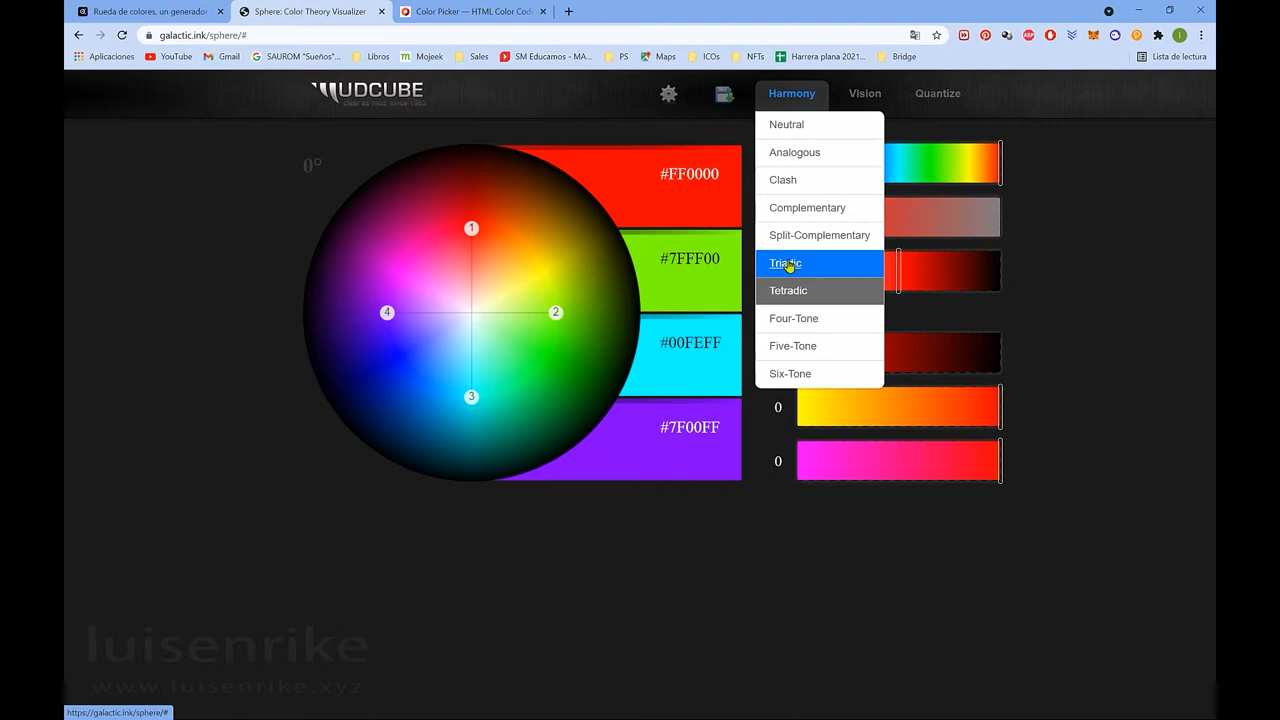 Rueda de colores, un generador
Sphere: Color Theory Visualizer
Color Picker — HTML Color Code
galactic.ink/sphere/#
Aplicaciones
YouTube
Gmail
SAUROM "Sueños"...
Libros
Mojeek
Sales
SM Educamos - MA...
PS
Maps
ICOs
NFTs
Harrera plana 2021...
Bridge
Lista de lectura
MUDCUBE
Harmony
Vision
Quantize
Neutral
Analogous
Clash
Complementary
Split-Complementary
Triadic
Tetradic
Four-Tone
Five-Tone
Six-Tone
0°
1
2
3
4
#FF0000
#7FFF00
#00FEFF
#7F00FF
0
0
luisenrike
www.luisenrike.xyz
https://galactic.ink/sphere/#